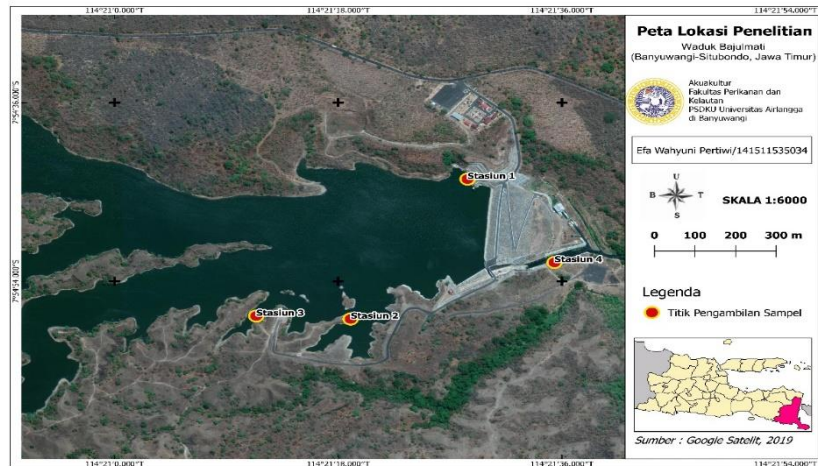 114°21'0.000"T 114°21'18.000"T 114°21'36.000"T 114°21'54.000"T
7°54'36.000"S
7°54'54.000"S
Stasiun 1
Stasiun 4
Stasiun 3
Stasiun 2
114°21'0.000"T 114°21'18.000"T 114°21'36.000"T 114°21'54.000"T
Peta Lokasi Penelitian
Waduk Bajulmati
(Banyuwangi-Situbondo, Jawa Timur)
Akuakultur
Fakultas Perikanan dan
Kelautan
PSDKU Universitas Airlangga
di Banyuwangi
Efa Wahyuni Pertiwi/141511535034
U
B T
S
SKALA 1:6000
0 100 200 300 m
Legenda
Titik Pengambilan Sampel
Sumber : Google Satelit, 2019